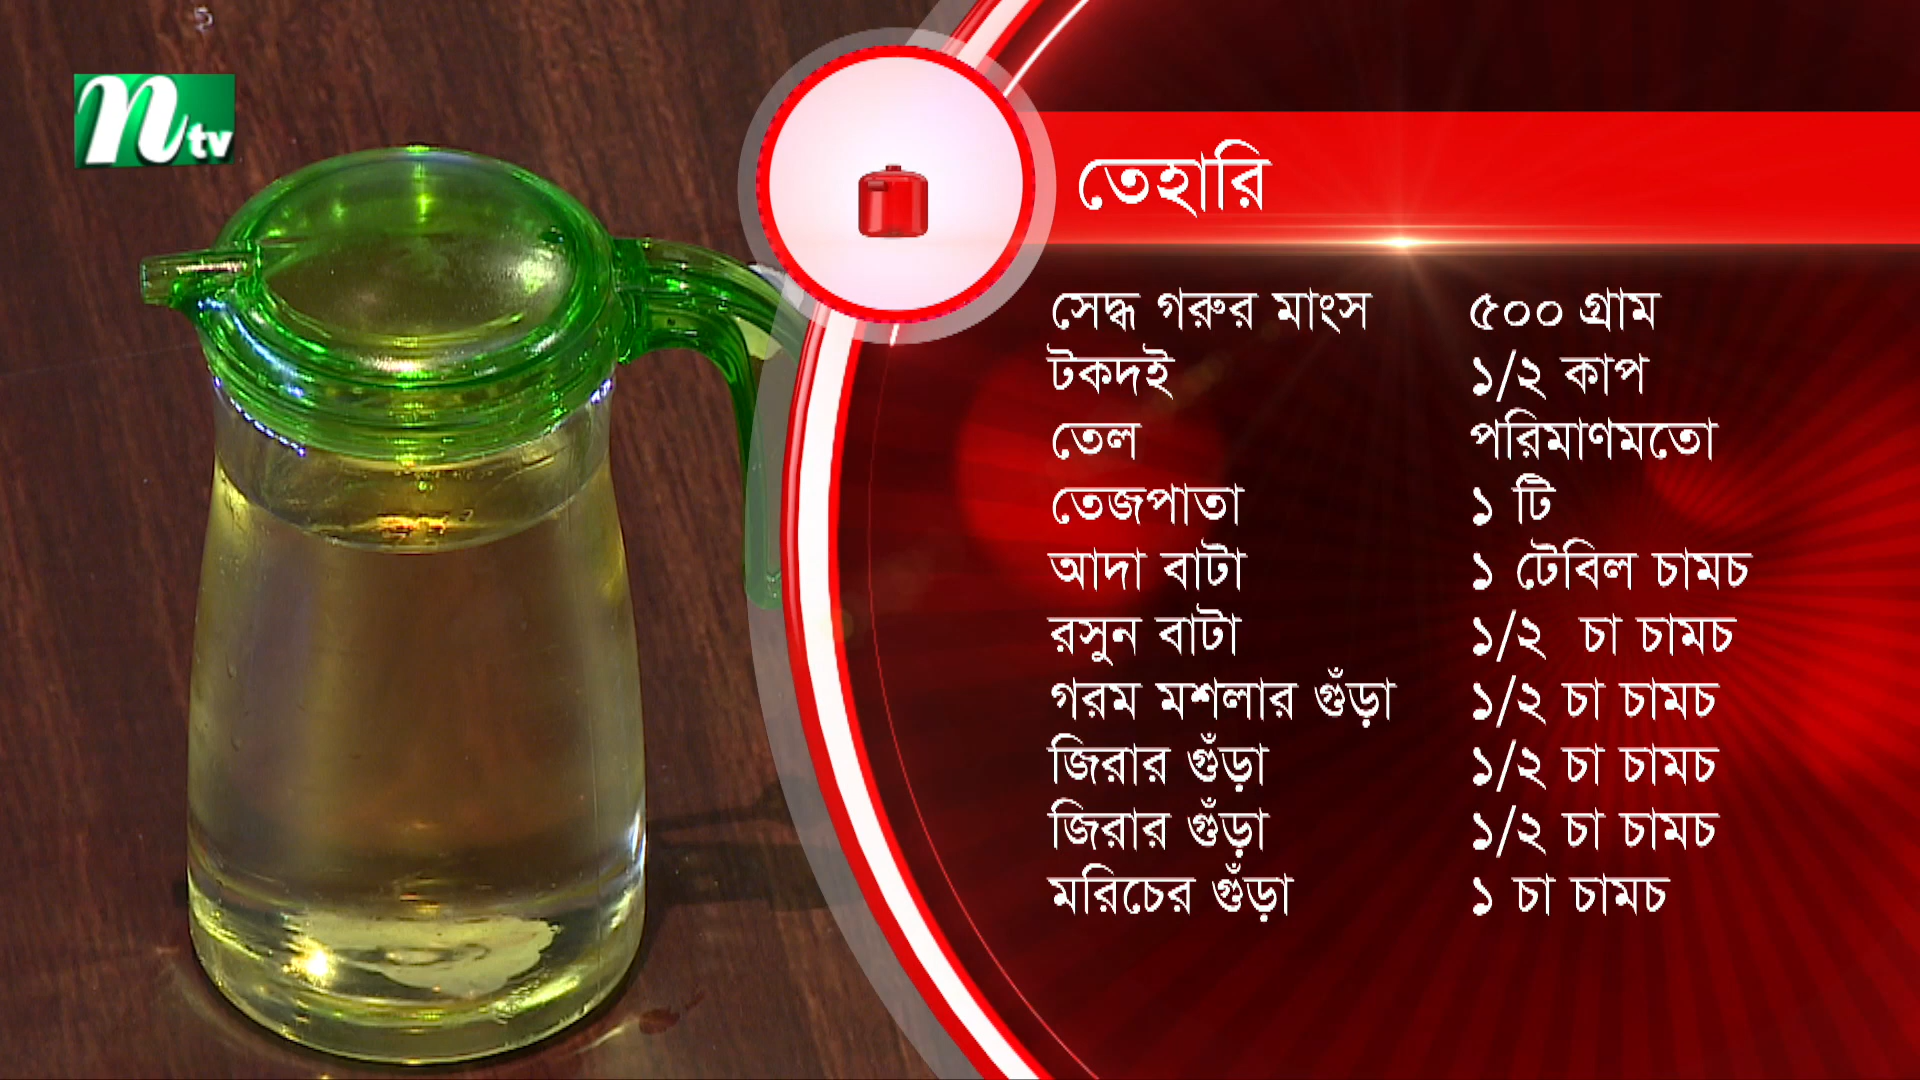 ntv
তেহারি
সেদ্ধ গরুর মাংস ৫০০ গ্রাম
টকদই ১/২ কাপ
তেল পরিমাণমতো
তেজপাতা ১ টি
আদা বাটা ১ টেবিল চামচ
রসুন বাটা ১/২ চা চামচ
গরম মশলার গুঁড়া ১/২ চা চামচ
জিরার গুঁড়া ১/২ চা চামচ
জিরার গুঁড়া ১/২ চা চামচ
মরিচের গুঁড়া ১ চা চামচ